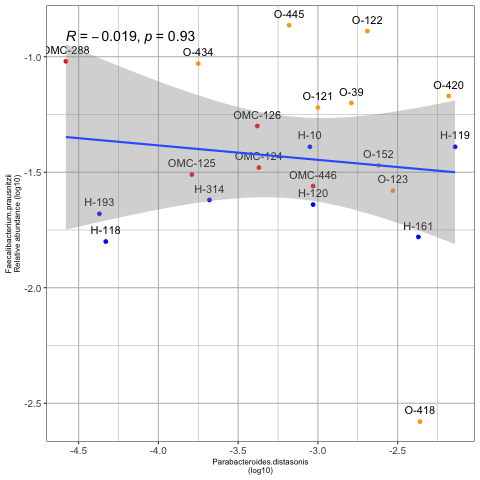 R = − 0.019, p = 0.93
O-445
O-122
OMC-288
O-434
-1.0
O-420
O-39
O-121
OMC-126
H-10
H-119
OMC-124
O-152
OMC-125
-1.5
OMC-446
O-123
H-314
H-120
H-193
H-118
H-161
-2.0
-2.5
O-418
Faecalibacterium.prausnitzii
Relative abundance (log10)
-4.5 -4.0 -3.5 -3.0 -2.5
Parabacteroides.distasonis
(log10)